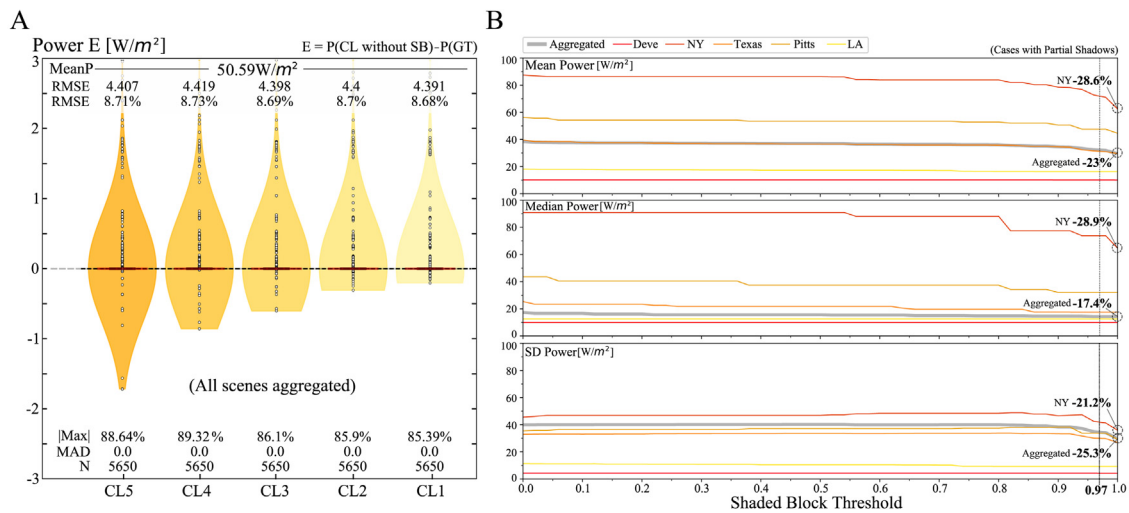 A
Power E [W/m²]
E = P(CL without SB)-P(GT)
MeanP 50.59W/m²
RMSE 4.407 4.419 4.398 4.4 4.391
RMSE 8.71% 8.73% 8.69% 8.7% 8.68%
3
2
1
0
-1
-2
-3
(All scenes aggregated)
|Max| 88.64% 89.32% 86.1% 85.9% 85.39%
MAD 0.0 0.0 0.0 0.0 0.0
N 5650 5650 5650 5650 5650
CL5 CL4 CL3 CL2 CL1
B
Aggregated Deve NY Texas Pitts LA
(Cases with Partial Shadows)
Mean Power[W/m²]
100
80
60
40
20
0
NY -28.6%
Aggregated -23%
Median Power[W/m²]
100
80
60
40
20
0
NY -28.9%
Aggregated -17.4%
SD Power[W/m²]
100
80
60
40
20
0
NY -21.2%
Aggregated -25.3%
0.0 0.1 0.2 0.3 0.4 0.5 0.6 0.7 0.8 0.9 0.97 1.0
Shaded Block Threshold